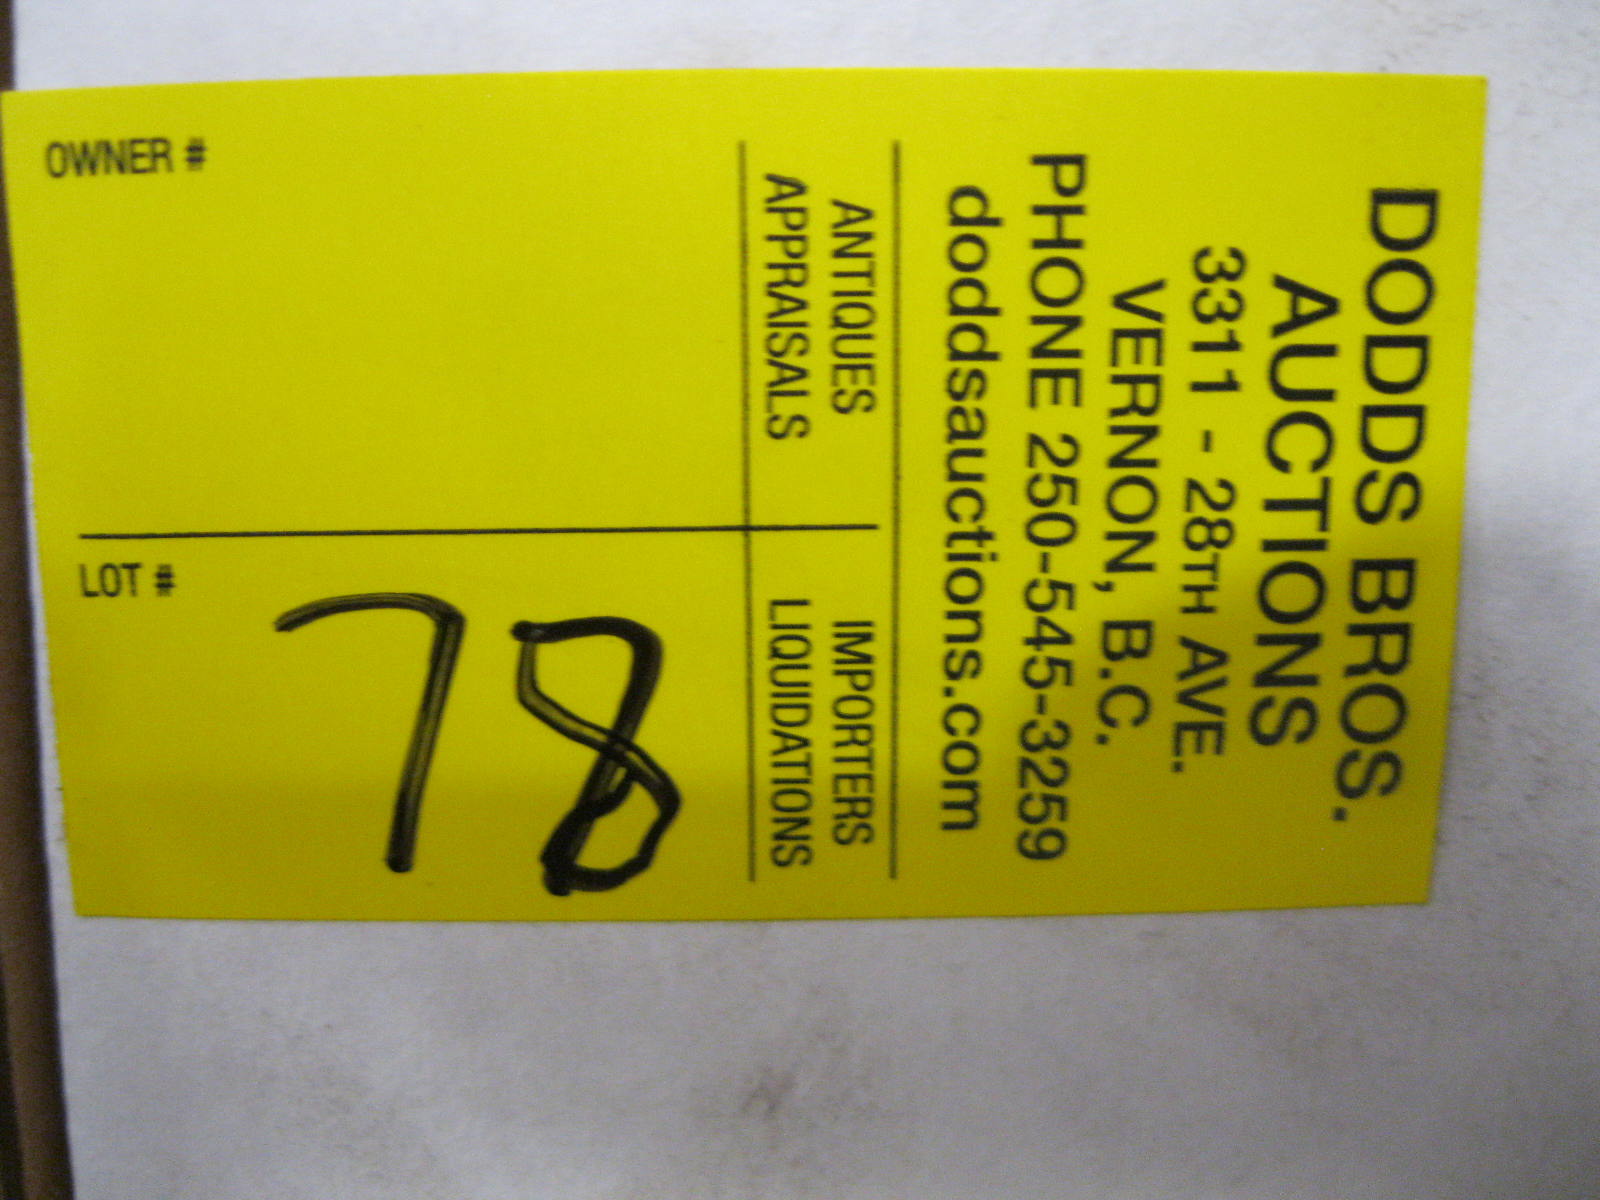 DODDS BROS.
AUCTIONS
3311 - 28TH AVE.
VERNON, B.C.
PHONE 250-545-3259
doddsauctions.com
ANTIQUES IMPORTERS
APPRAISALS LIQUIDATIONS
OWNER #
LOT #
78